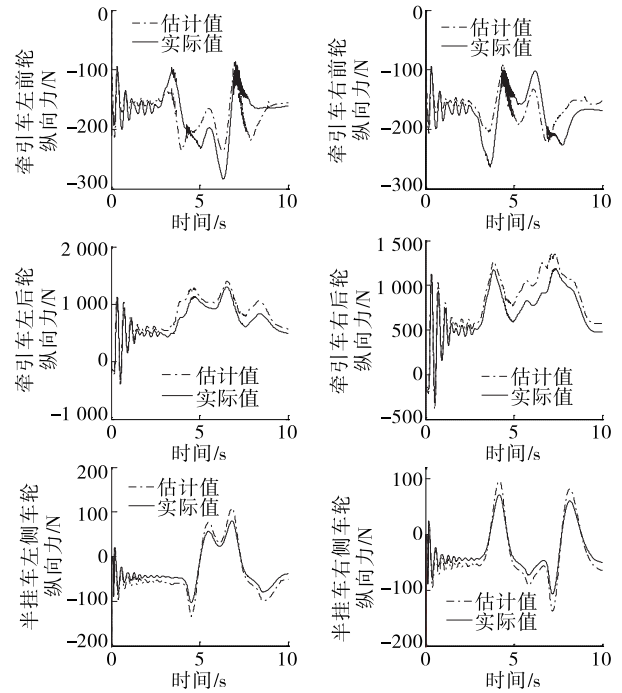 0
-100
-200
-300
牵引车左前轮
纵向力/N
估计值
实际值
0
5
10
时间/s
0
-100
-200
-300
牵引车右前轮
纵向力/N
估计值
实际值
0
5
10
时间/s
2 000
1 000
0
-1 000
牵引车左后轮
纵向力/N
估计值
实际值
0
5
10
时间/s
1 500
1 000
500
0
-500
牵引车右后轮
纵向力/N
估计值
实际值
0
5
10
时间/s
200
100
0
-100
-200
半挂车左侧车轮
纵向力/N
估计值
实际值
0
5
10
时间/s
100
0
-100
-200
半挂车右侧车轮
纵向力/N
估计值
实际值
0
5
10
时间/s